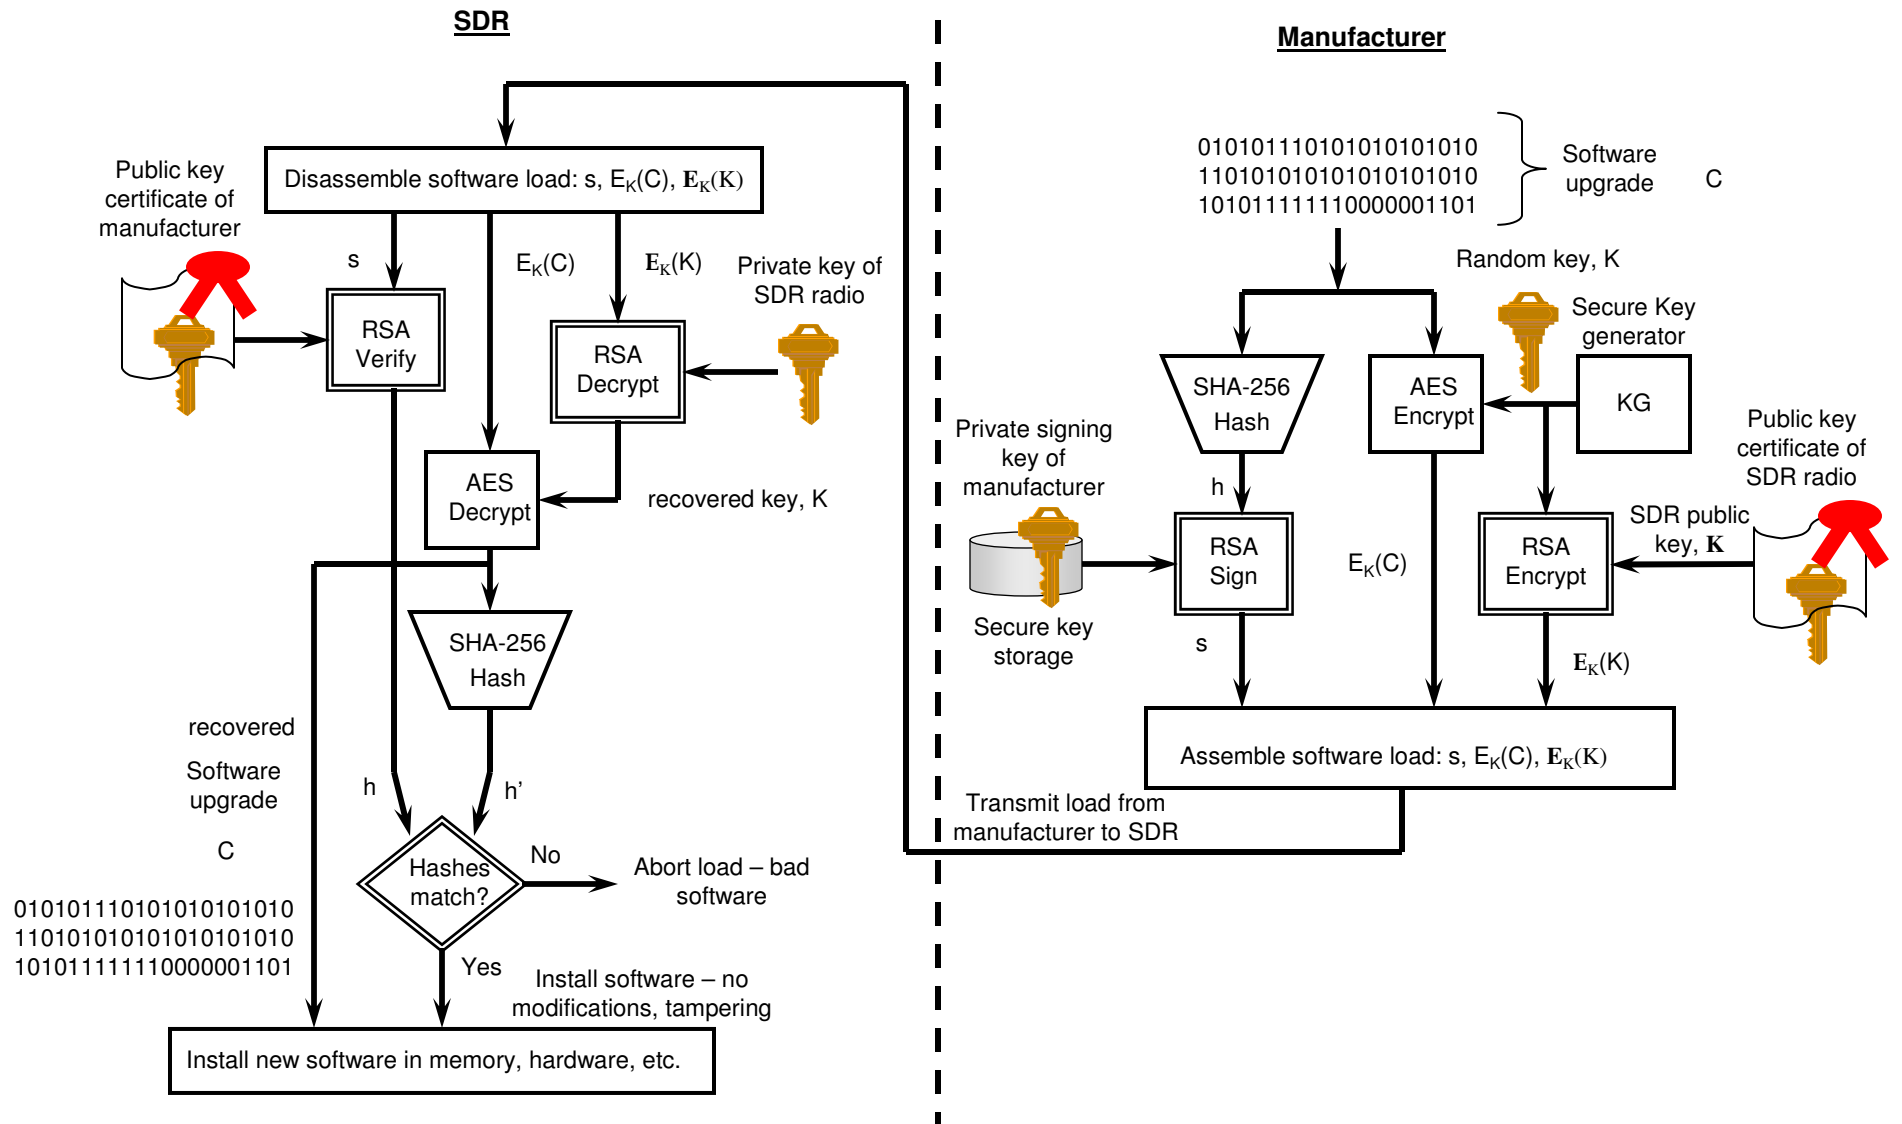 SDR
Disassemble software load: s, EK(C), EK(K)
Public key
certificate of
manufacturer
s
EK(C)
EK(K)
Private key of
SDR radio
RSA
Verify
RSA
Decrypt
AES
Decrypt
recovered key, K
SHA-256
Hash
recovered
Software
upgrade
C
010101110101010101010
110101010101010101010
101011111110000001101
h
h’
Hashes
match?
No
Abort load – bad
software
Yes
Install software – no
modifications, tampering
Install new software in memory, hardware, etc.
Manufacturer
010101110101010101010
110101010101010101010
101011111110000001101
Software
upgrade
C
Random key, K
Secure Key
generator
SHA-256
Hash
AES
Encrypt
KG
Private signing
key of
manufacturer
h
Public key
certificate of
SDR radio
RSA
Sign
EK(C)
RSA
Encrypt
SDR public
key, K
Secure key
storage
s
EK(K)
Assemble software load: s, EK(C), EK(K)
Transmit load from
manufacturer to SDR